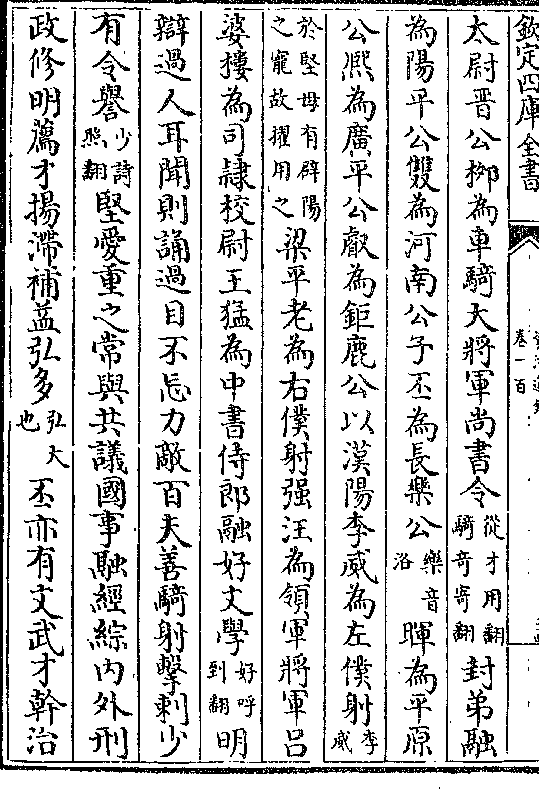 欽定四庫全書
卷一百
太尉晉公栁為車騎大將軍尚書令從才用翻騎竒寄翻封弟融
為陽平公雙為河南公子丕為長樂公樂音洛暉為平原
公熈為廣平公叡為鉅鹿公以漢陽李威為左僕射李威
於堅母有辟陽之寵故擢用之梁平老為右僕射强汪為領軍將軍吕
婆樓為司隷校尉王猛為中書侍郎融好文學好呼到翻明
辯過人耳聞則誦過目不忘力敵百夫善騎射擊刺少
有令譽少詩照翻堅愛重之常與共議國事融經綜内外刑
政修明薦才揚滯補益弘多弘大也丕亦有文武才幹治